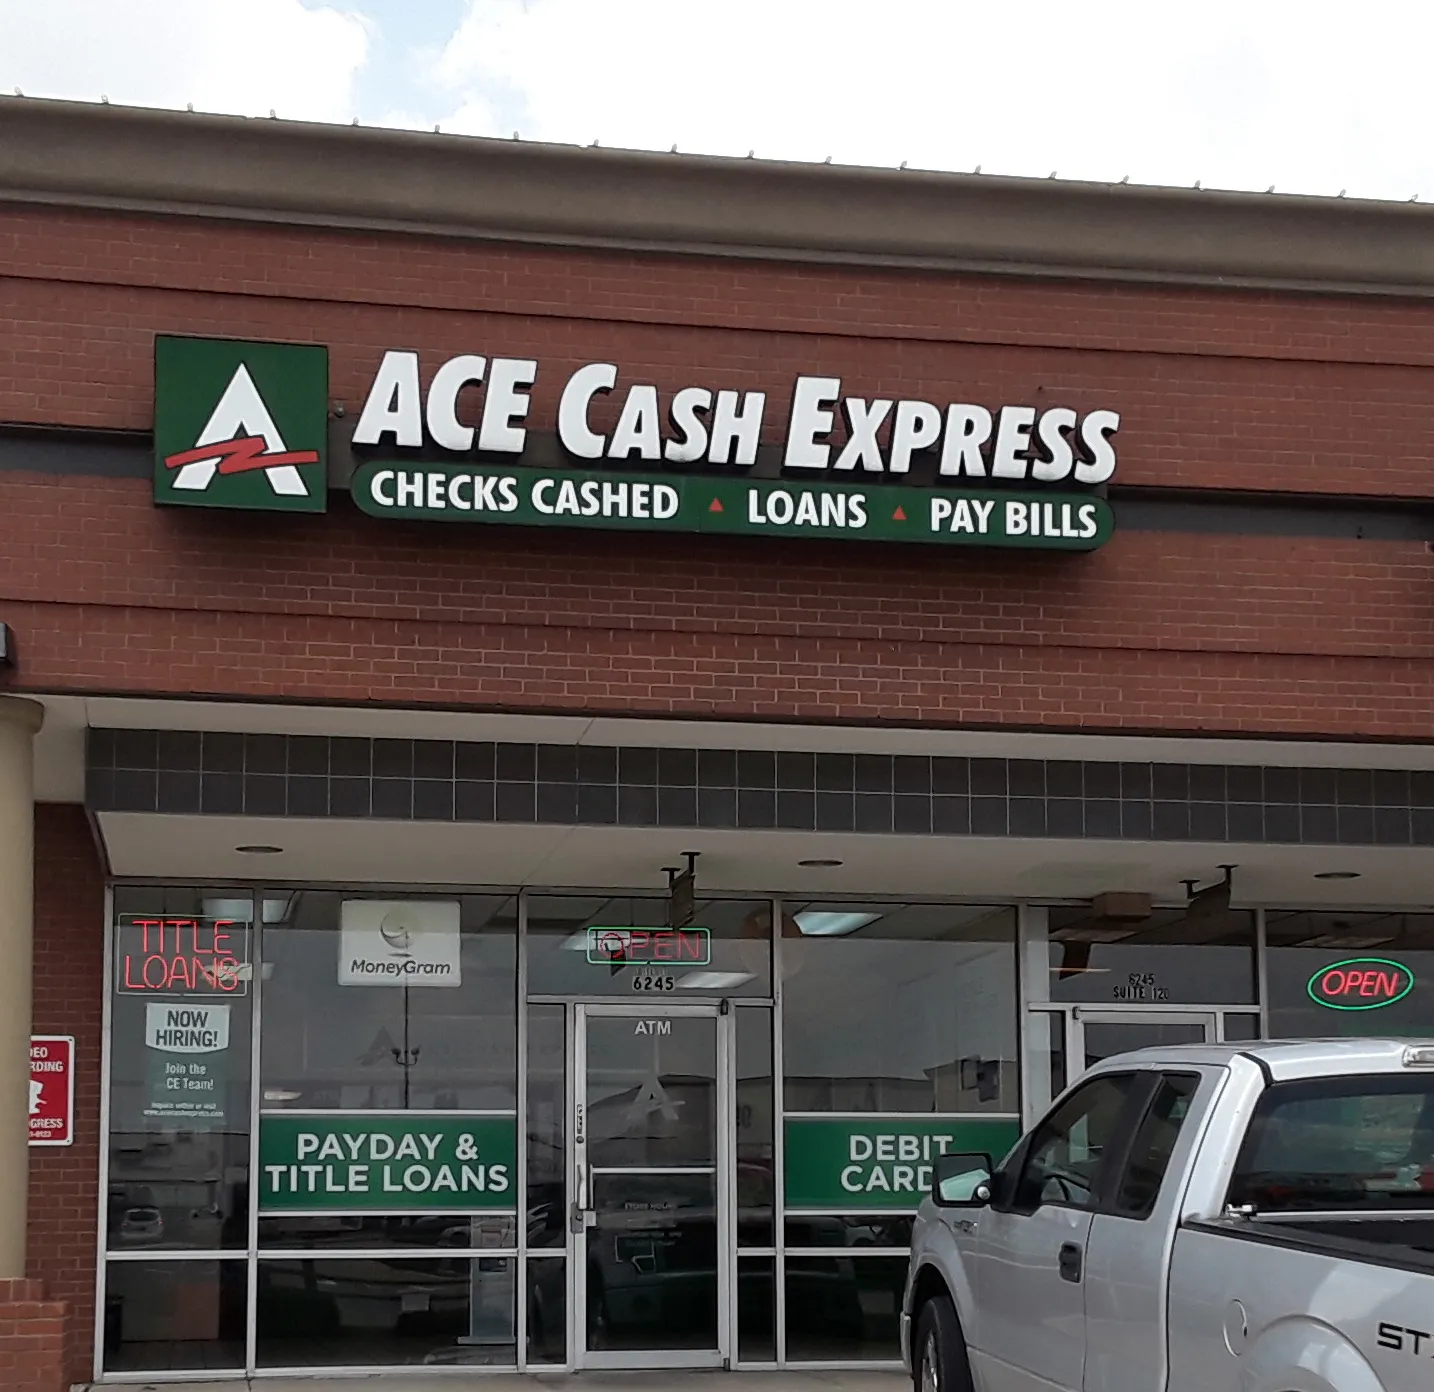 ACE CASH EXPRESS
CHECKS CASHED ▲ LOANS ▲ PAY BILLS
TITLE
LOANS
MoneyGram
OPEN
6245
6245
SUITE 120
OPEN
ATM
NOW
HIRING!
Join the
CE Team!
PAYDAY &
TITLE LOANS
DEBIT
CARD
ST